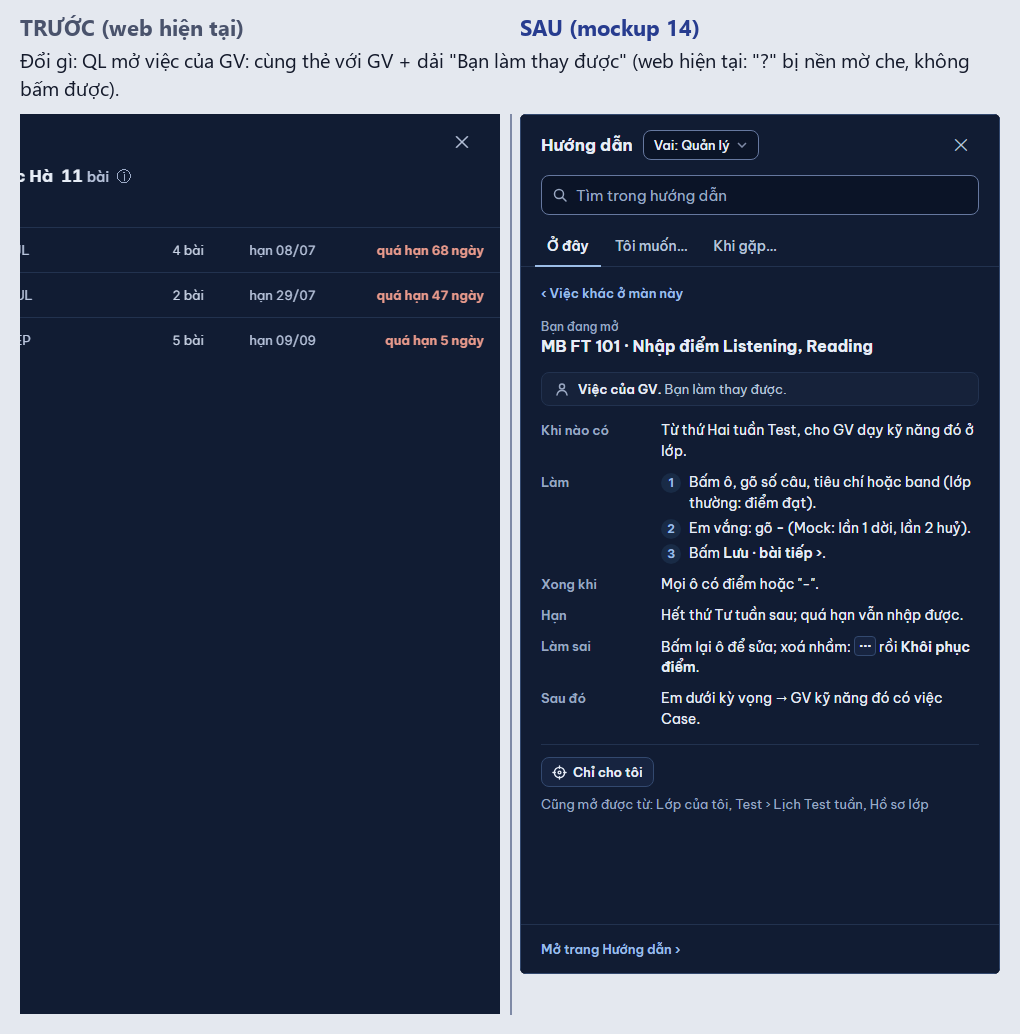 TRƯỚC (web hiện tại)
SAU (mockup 14)
Đổi gì: QL mở việc của GV: cùng thẻ với GV + dải "Bạn làm thay được" (web hiện tại: "?" bị nền mờ che, không
bấm được).
Hà 11 bài
4 bài hạn 08/07 quá hạn 68 ngày
2 bài hạn 29/07 quá hạn 47 ngày
5 bài hạn 09/09 quá hạn 5 ngày
Hướng dẫn Vai: Quản lý
Tìm trong hướng dẫn
Ở đây Tôi muốn... Khi gặp...
‹ Việc khác ở màn này
Bạn đang mở
MB FT 101 · Nhập điểm Listening, Reading
Việc của GV. Bạn làm thay được.
Khi nào có Từ thứ Hai tuần Test, cho GV dạy kỹ năng đó ở
lớp.
Làm 1 Bấm ô, gõ số câu, tiêu chí hoặc band (lớp
thường: điểm đạt).
2 Em vắng: gõ - (Mock: lần 1 dời, lần 2 huỷ).
3 Bấm Lưu · bài tiếp ›.
Xong khi Mọi ô có điểm hoặc "-".
Hạn Hết thứ Tư tuần sau; quá hạn vẫn nhập được.
Làm sai Bấm lại ô để sửa; xoá nhầm: ... rồi Khôi phục
điểm.
Sau đó Em dưới kỳ vọng → GV kỹ năng đó có việc
Case.
Chỉ cho tôi
Cũng mở được từ: Lớp của tôi, Test › Lịch Test tuần, Hồ sơ lớp
Mở trang Hướng dẫn ›